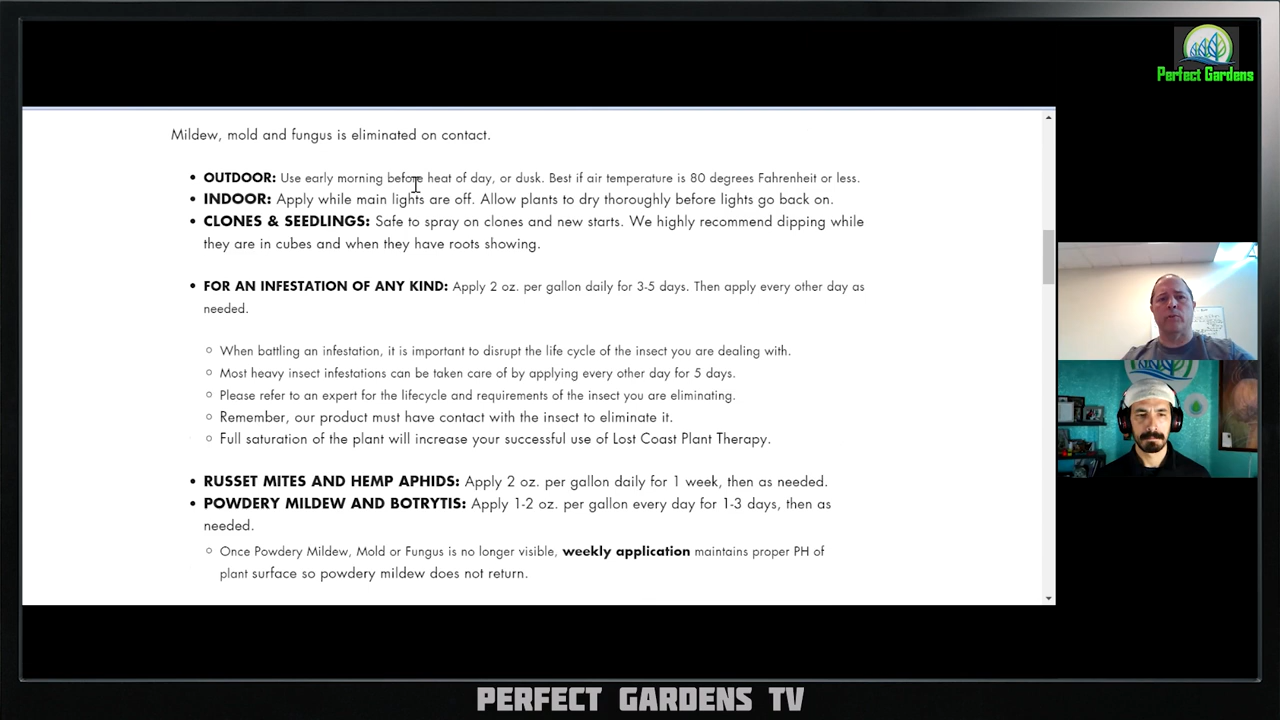 Perfect Gardens
Mildew, mold and fungus is eliminated on contact.
• OUTDOOR: Use early morning before heat of day, or dusk. Best if air temperature is 80 degrees Fahrenheit or less.
• INDOOR: Apply while main lights are off. Allow plants to dry thoroughly before lights go back on.
• CLONES & SEEDLINGS: Safe to spray on clones and new starts. We highly recommend dipping while
they are in cubes and when they have roots showing.
• FOR AN INFESTATION OF ANY KIND: Apply 2 oz. per gallon daily for 3-5 days. Then apply every other day as
needed.
○ When battling an infestation, it is important to disrupt the life cycle of the insect you are dealing with.
○ Most heavy insect infestations can be taken care of by applying every other day for 5 days.
○ Please refer to an expert for the lifecycle and requirements of the insect you are eliminating.
○ Remember, our product must have contact with the insect to eliminate it.
○ Full saturation of the plant will increase your successful use of Lost Coast Plant Therapy.
• RUSSET MITES AND HEMP APHIDS: Apply 2 oz. per gallon daily for 1 week, then as needed.
• POWDERY MILDEW AND BOTRYTIS: Apply 1-2 oz. per gallon every day for 1-3 days, then as
needed.
○ Once Powdery Mildew, Mold or Fungus is no longer visible, weekly application maintains proper PH of
plant surface so powdery mildew does not return.
PERFECT GARDENS TV